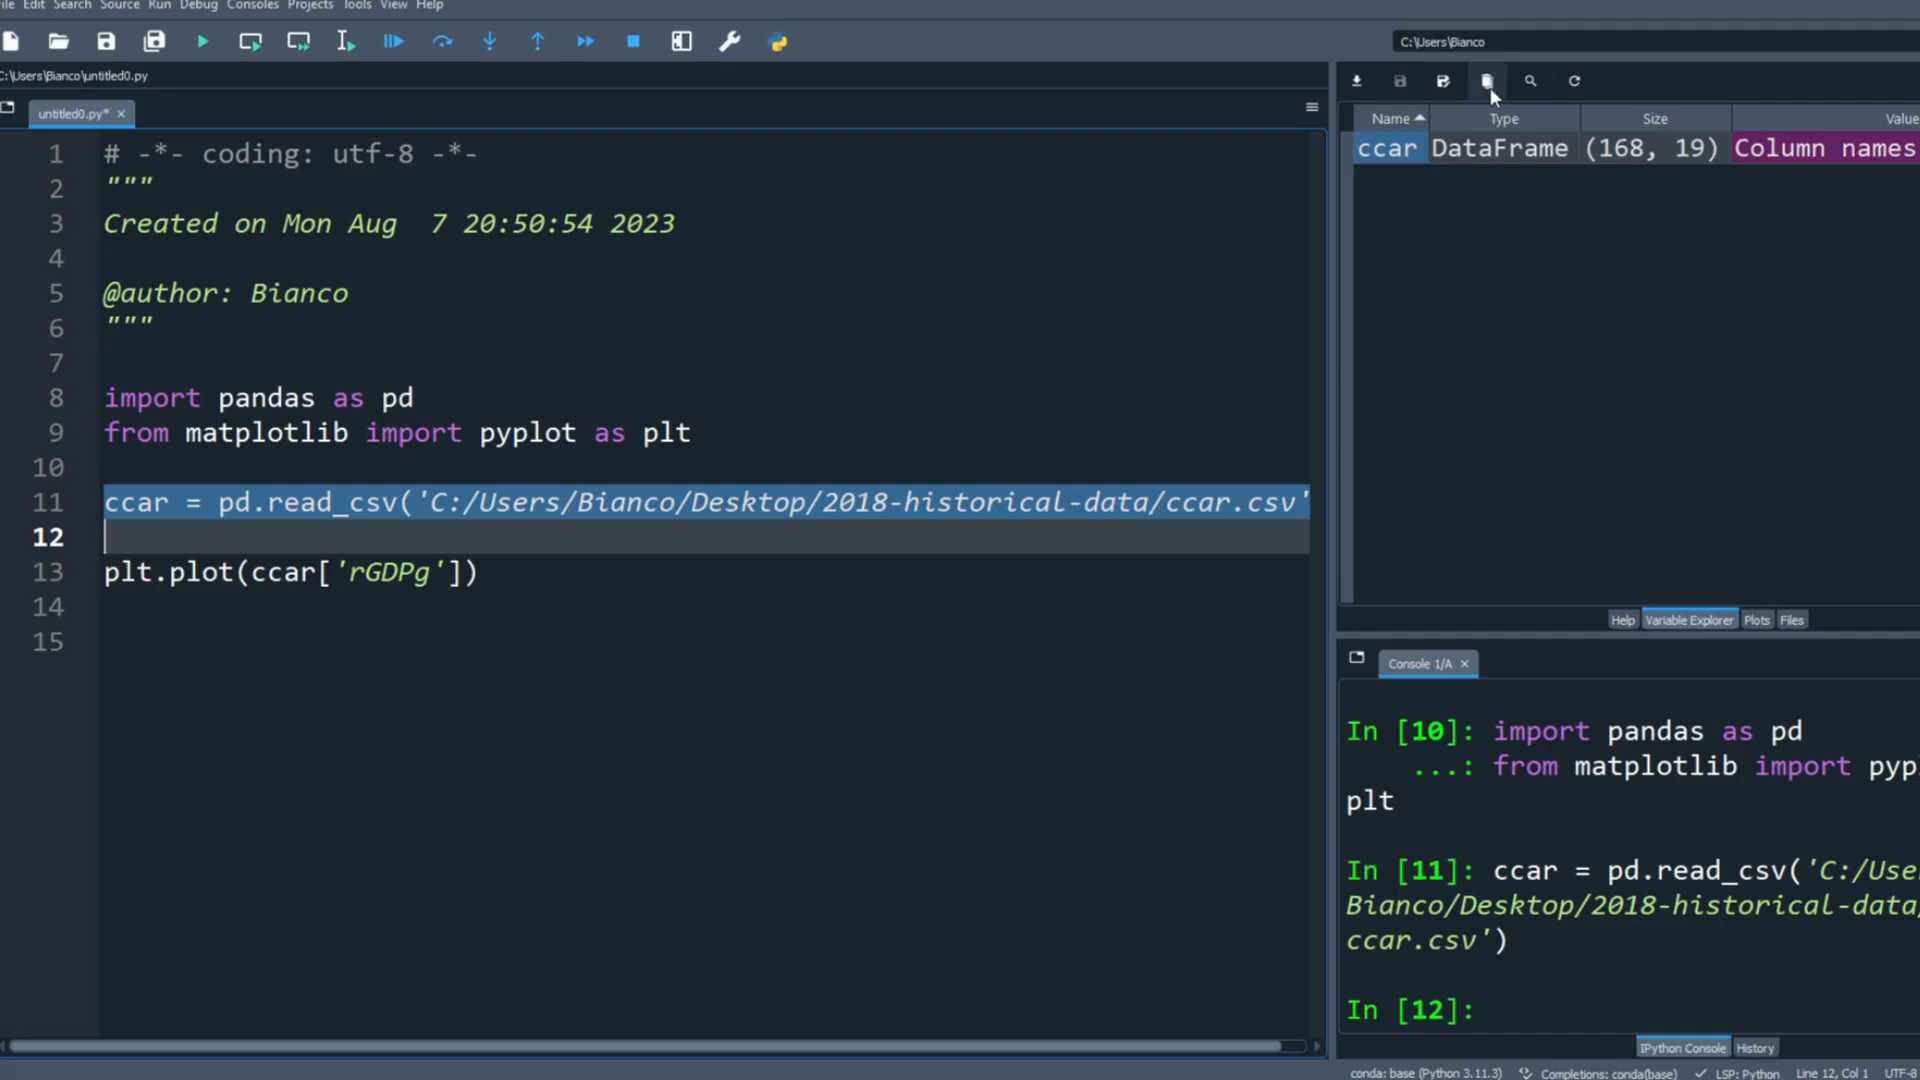 ile Edit Search Source Run Debug Consoles Projects Tools View Help
C:\Users\Bianco
C:\Users\Bianco\untitled0.py
untitled0.py*
1 # -*- coding: utf-8 -*-
2 """
3 Created on Mon Aug  7 20:50:54 2023
4
5 @author: Bianco
6 """
7
8 import pandas as pd
9 from matplotlib import pyplot as plt
10
11 ccar = pd.read_csv('C:/Users/Bianco/Desktop/2018-historical-data/ccar.csv'
12
13 plt.plot(ccar['rGDPg'])
14
15
Name Type Size Value
ccar DataFrame (168, 19) Column names
Help Variable Explorer Plots Files
Console 1/A
In [10]: import pandas as pd
...: from matplotlib import pyp
plt
In [11]: ccar = pd.read_csv('C:/Use
Bianco/Desktop/2018-historical-data/
ccar.csv')
In [12]:
IPython Console History
conda: base (Python 3.11.3) Completions: conda(base) LSP: Python Line 12, Col 1 UTF-8